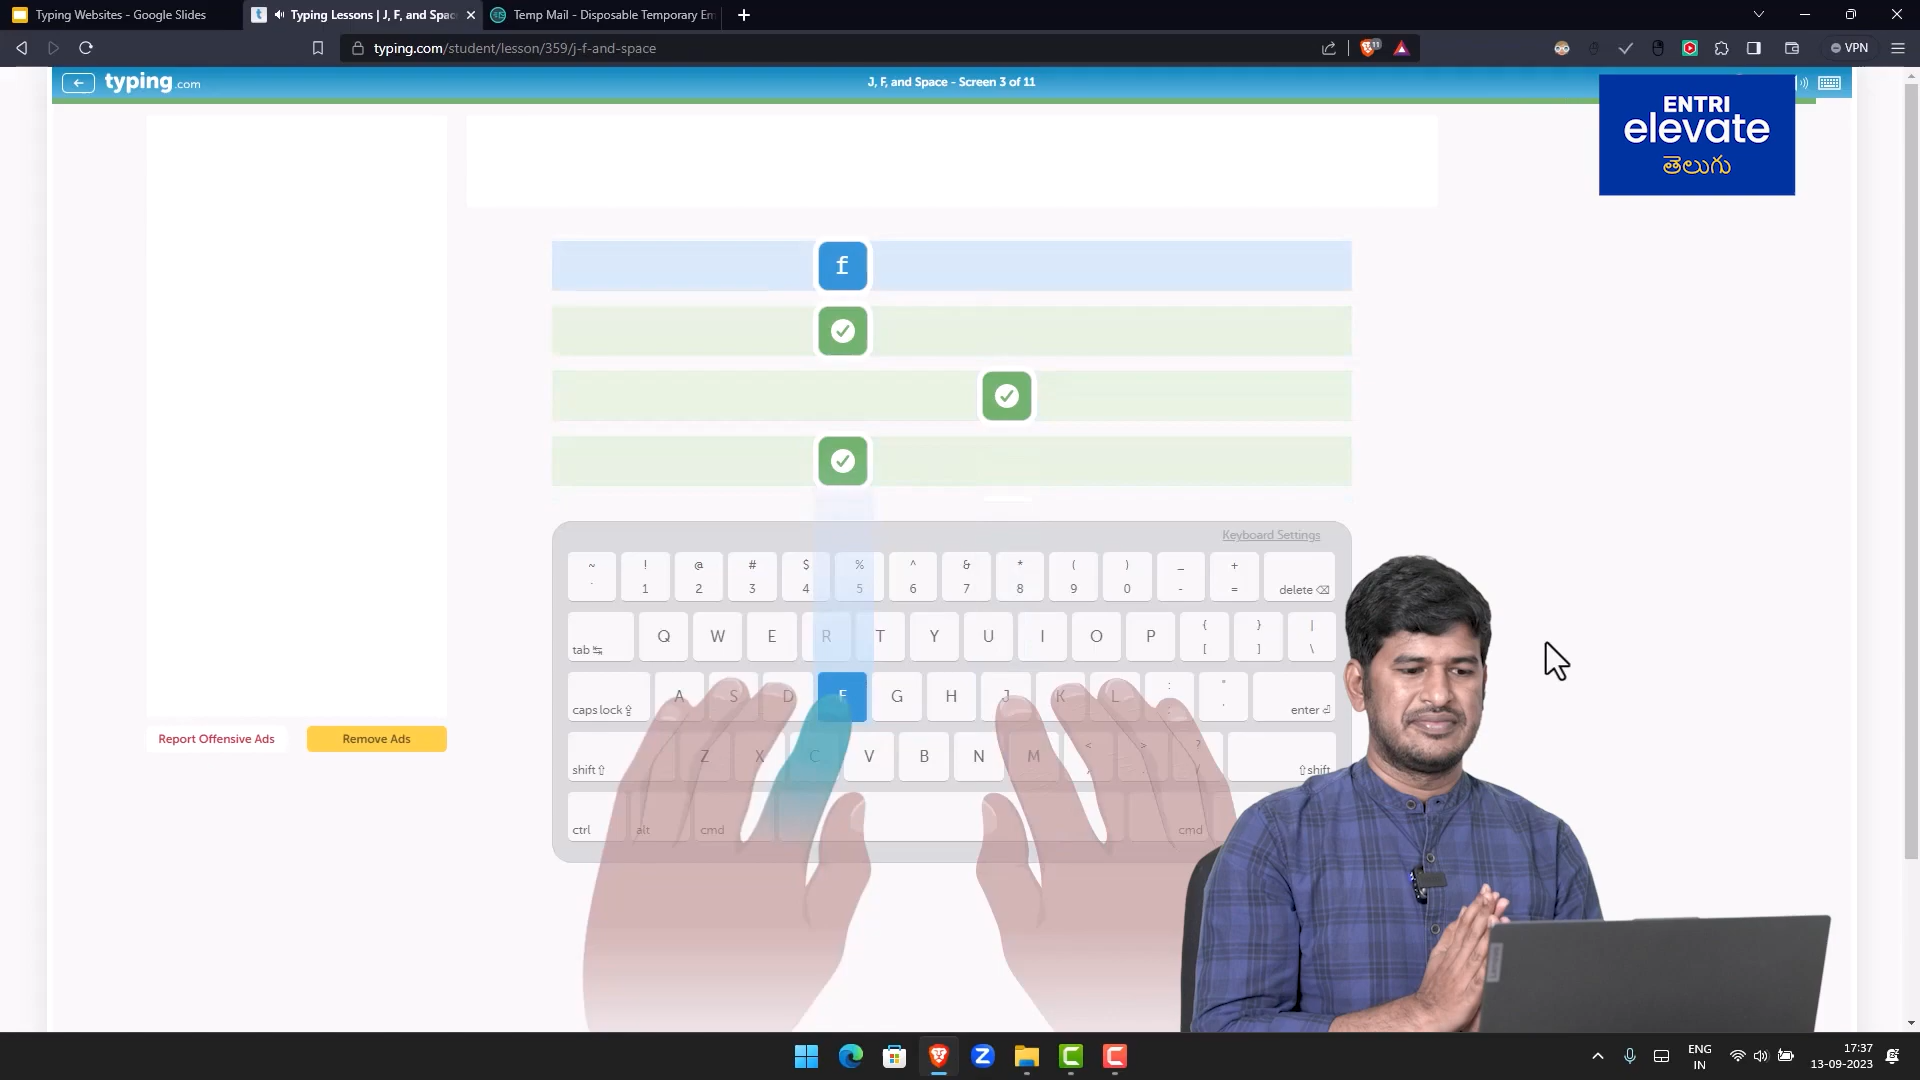 Typing Websites - Google Slides
Typing Lessons | J, F, and Spac
Temp Mail - Disposable Temporary Em
typing.com/student/lesson/359/j-f-and-space
11
VPN
typing.com
J, F, and Space - Screen 3 of 11
ENTRI
elevate
తెలుగు
f
Keyboard Settings
~ ! @ # $ % ^ & * ( ) _ +
` 1 2 3 4 5 6 7 8 9 0 - = delete
tab Q W E R T Y U I O P { [ } ] | \
caps lock A S D F G H J K L : ; " ' enter
shift Z X C V B N M < > ? / shift
ctrl alt cmd cmd
Report Offensive Ads
Remove Ads
Lenovo
ENG
IN
17:37
13-09-2023